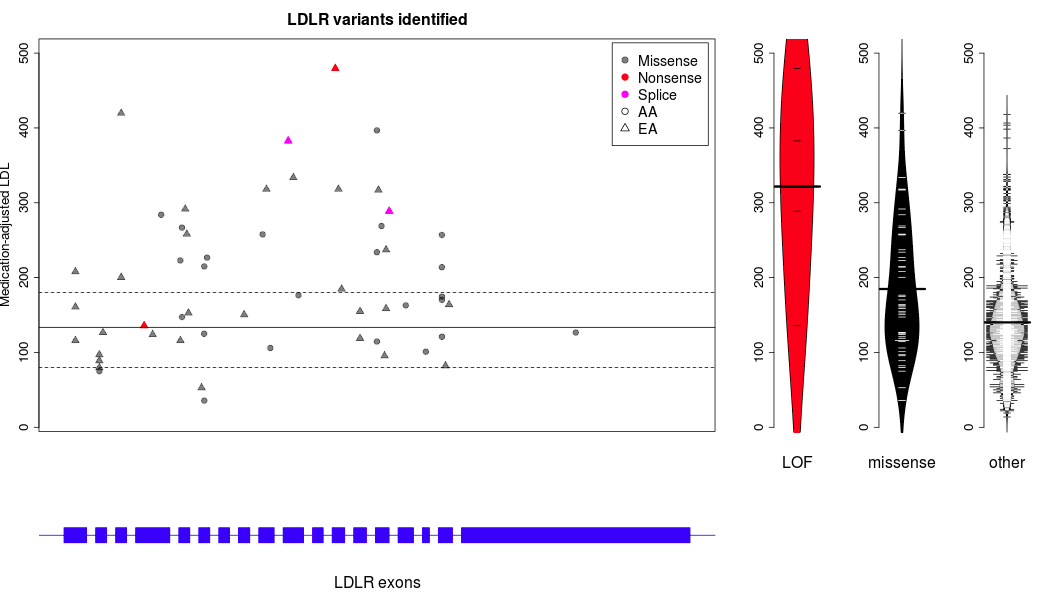 LDLR variants identified
Medication-adjusted LDL
0 100 200 300 400 500
Missense
Nonsense
Splice
AA
EA
0 100 200 300 400 500
LOF
0 100 200 300 400 500
missense
0 100 200 300 400 500
other
LDLR exons